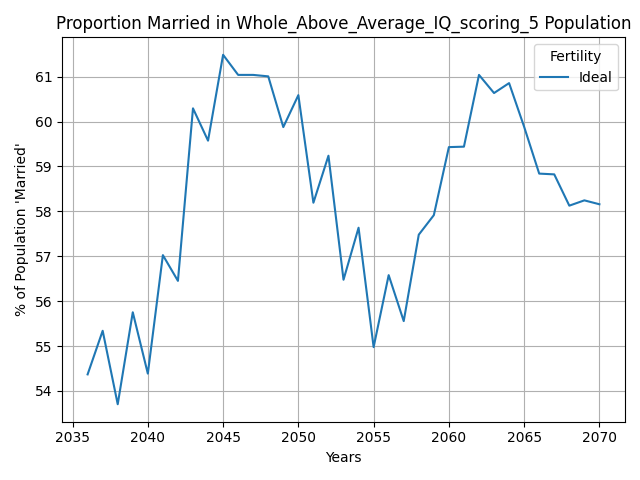 Proportion Married in Whole_Above_Average_IQ_scoring_5 Population
Fertility
Ideal
% of Population 'Married'
61
60
59
58
57
56
55
54
2035 2040 2045 2050 2055 2060 2065 2070
Years